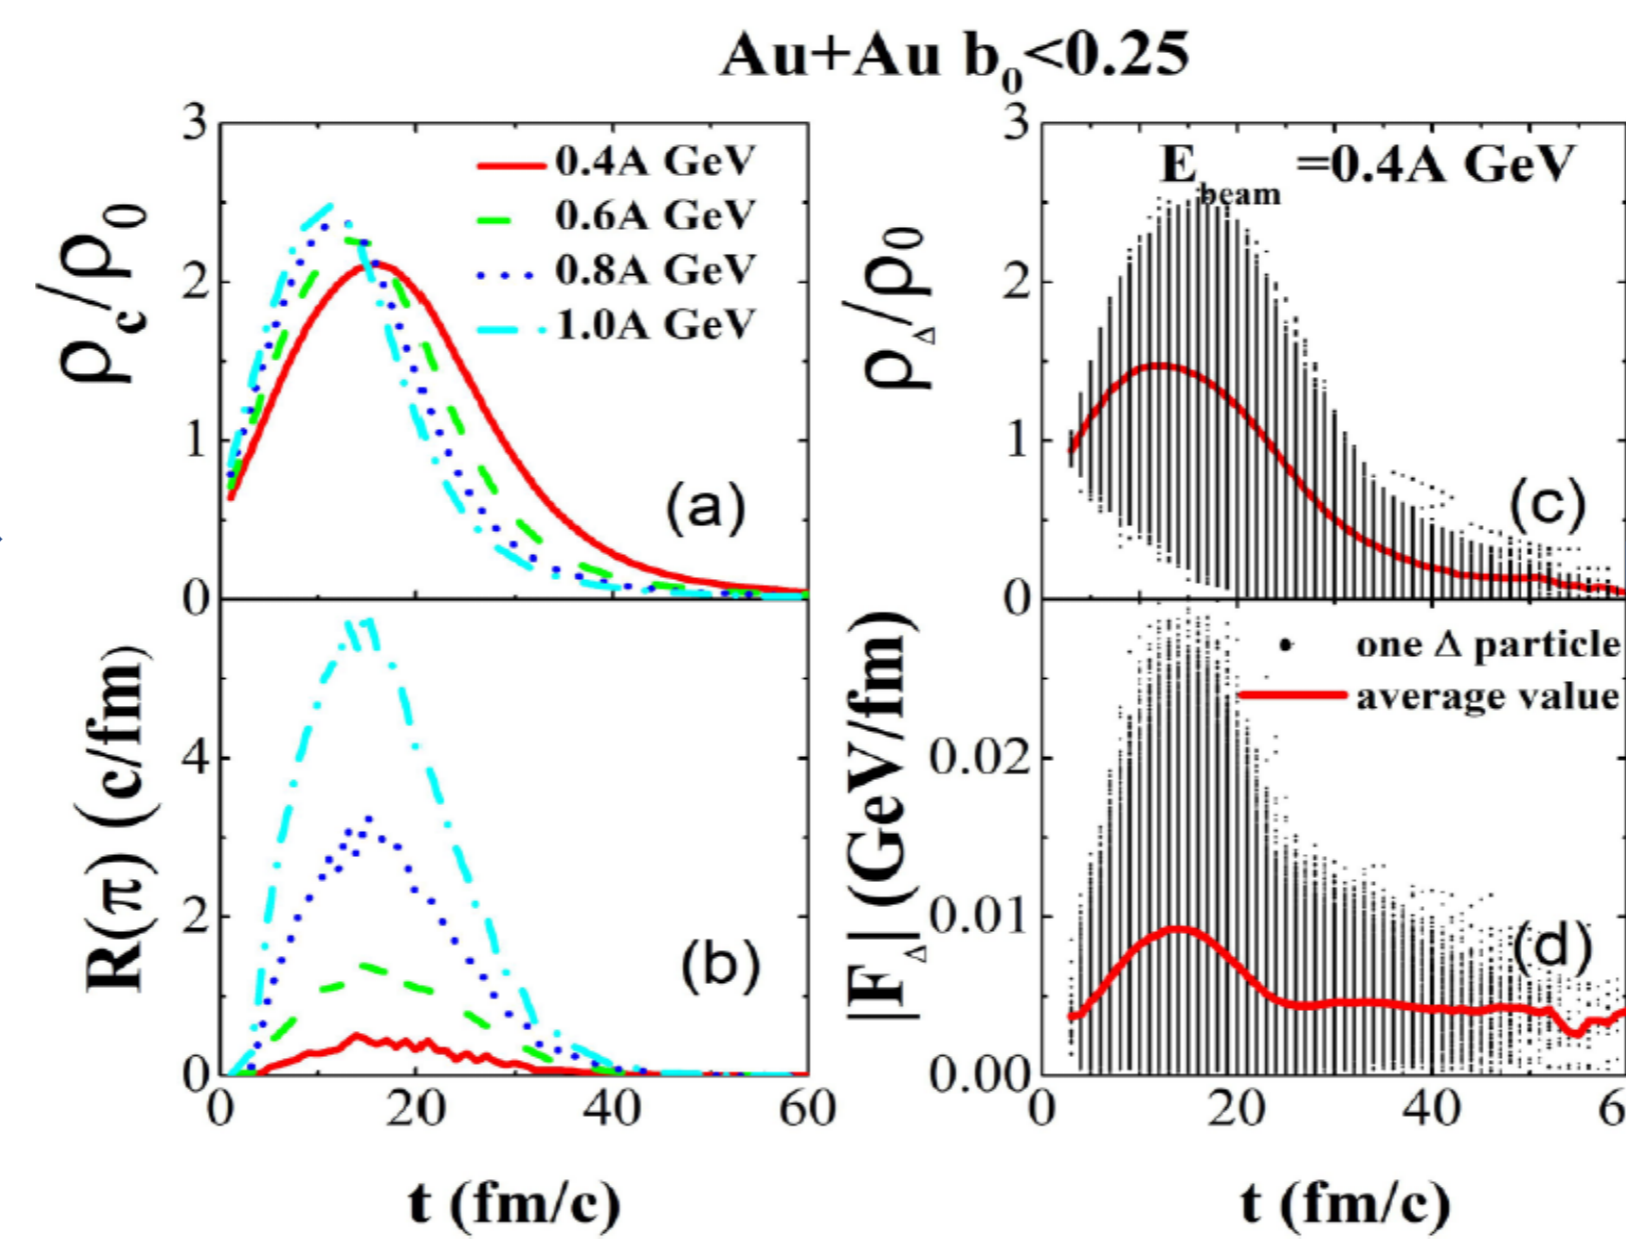 Au+Au b₀<0.25
3
2
1
0
ρc/ρ0
0.4A GeV
0.6A GeV
0.8A GeV
1.0A GeV
(a)
3
2
1
0
ρΔ/ρ0
E beam =0.4A GeV
(c)
4
2
0
R(π) (c/fm)
(b)
0 20 40 60
t (fm/c)
0.02
0.01
0.00
|FΔ| (GeV/fm)
one Δ particle
average value
(d)
0 20 40 6
t (fm/c)